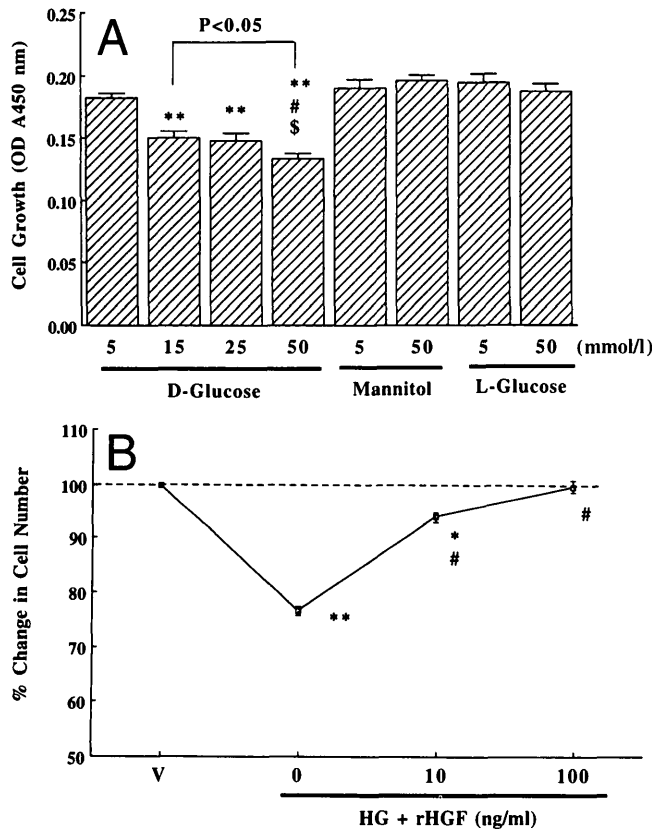 A
P<0.05
Cell Growth (OD A450 nm)
0.25
0.20
0.15
0.10
0.05
0.00
**
**
**
#
$
5 15 25 50 5 50 5 50 (mmol/l)
D-Glucose Mannitol L-Glucose
B
% Change in Cell Number
110
100
90
80
70
60
50
**
*
#
#
V 0 10 100
HG + rHGF (ng/ml)